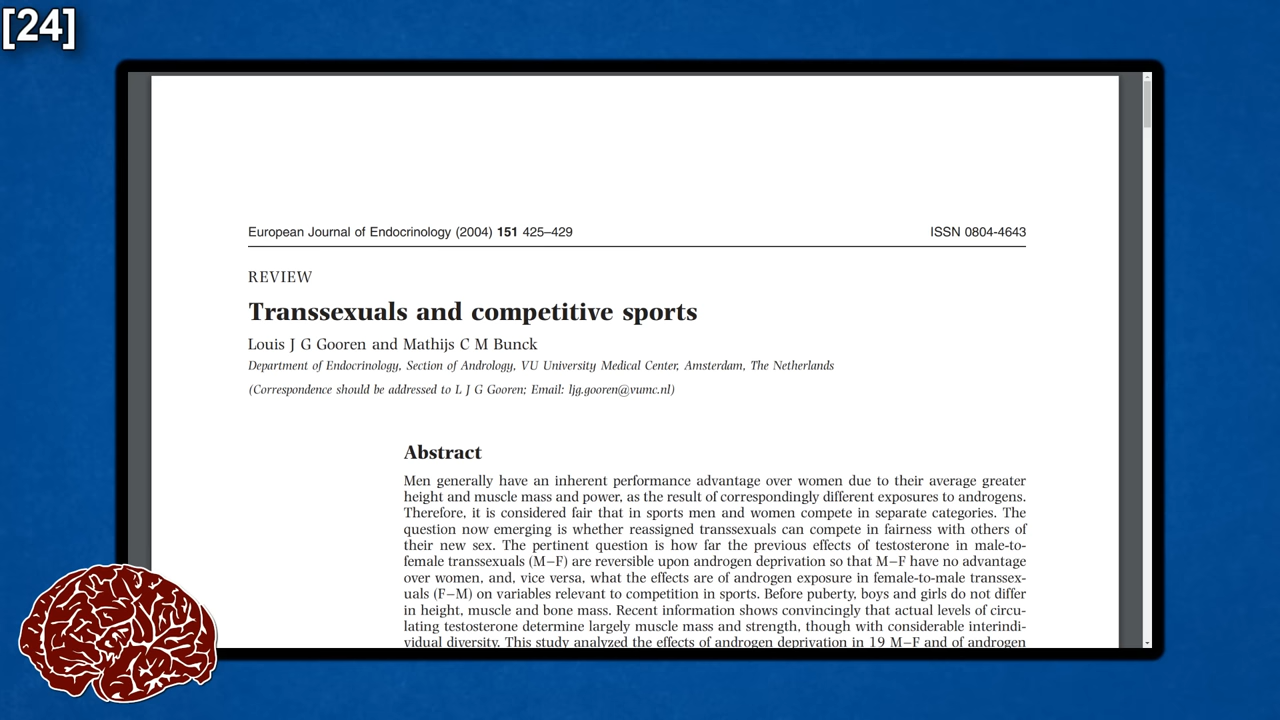 [24]
European Journal of Endocrinology (2004) 151 425–429 ISSN 0804-4643
REVIEW
Transsexuals and competitive sports
Louis J G Gooren and Mathijs C M Bunck
Department of Endocrinology, Section of Andrology, VU University Medical Center, Amsterdam, The Netherlands
(Correspondence should be addressed to L J G Gooren; Email: ljg.gooren@vumc.nl)
Abstract
Men generally have an inherent performance advantage over women due to their average greater
height and muscle mass and power, as the result of correspondingly different exposures to androgens.
Therefore, it is considered fair that in sports men and women compete in separate categories. The
question now emerging is whether reassigned transsexuals can compete in fairness with others of
their new sex. The pertinent question is how far the previous effects of testosterone in male-to-
female transsexuals (M–F) are reversible upon androgen deprivation so that M–F have no advantage
over women, and, vice versa, what the effects are of androgen exposure in female-to-male transsex-
uals (F–M) on variables relevant to competition in sports. Before puberty, boys and girls do not differ
in height, muscle and bone mass. Recent information shows convincingly that actual levels of circu-
lating testosterone determine largely muscle mass and strength, though with considerable interindi-
vidual diversity. This study analyzed the effects of androgen deprivation in 19 M–F and of androgen